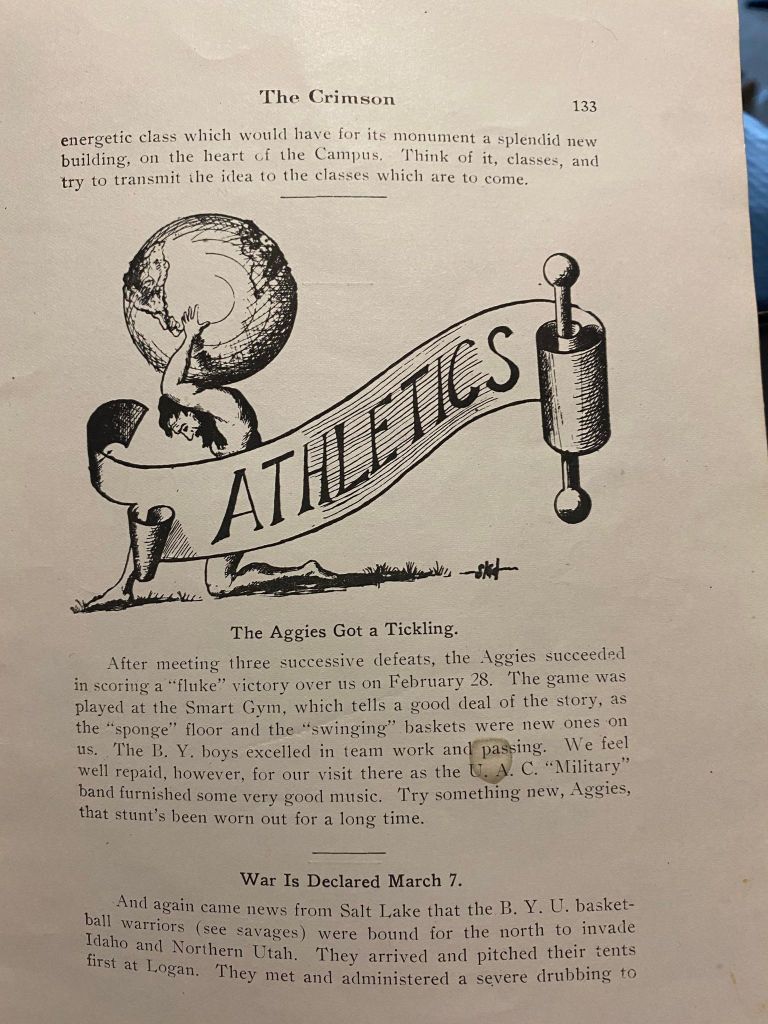 The Crimson 133
energetic class which would have for its monument a splendid new
building, on the heart of the Campus. Think of it, classes, and
try to transmit the idea to the classes which are to come.
ATHLETICS
The Aggies Got a Tickling.
After meeting three successive defeats, the Aggies succeeded
in scoring a "fluke" victory over us on February 28. The game was
played at the Smart Gym, which tells a good deal of the story, as
the "sponge" floor and the "swinging" baskets were new ones on
us. The B. Y. boys excelled in team work and passing. We feel
well repaid, however, for our visit there as the U. A. C. "Military"
band furnished some very good music. Try something new, Aggies,
that stunt's been worn out for a long time.
War Is Declared March 7.
And again came news from Salt Lake that the B. Y. U. basket-
ball warriors (see savages) were bound for the north to invade
Idaho and Northern Utah. They arrived and pitched their tents
first at Logan. They met and administered a severe drubbing to